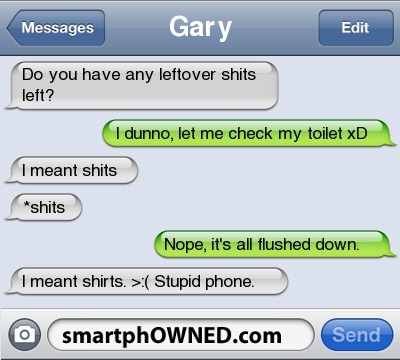 Messages
Gary
Edit
Do you have any leftover shits
left?
I dunno, let me check my toilet xD
I meant shits
*shits
Nope, it's all flushed down.
I meant shirts. >:( Stupid phone.
smartphOWNED.com
Send